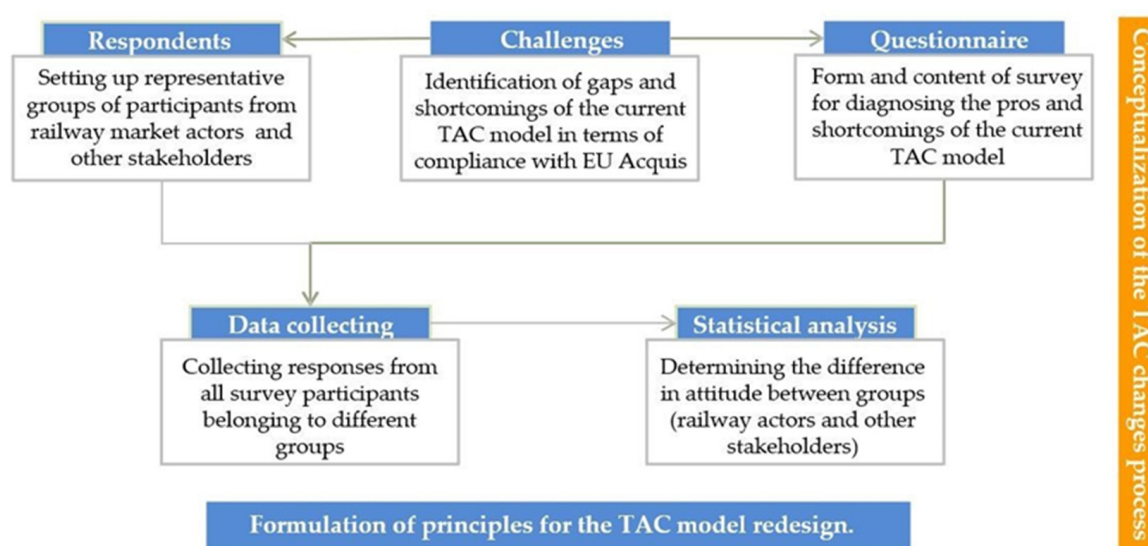 Respondents
Setting up representative
groups of participants from
railway market actors and
other stakeholders
Challenges
Identification of gaps and
shortcomings of the current
TAC model in terms of
compliance with EU Acquis
Questionnaire
Form and content of survey
for diagnosing the pros and
shortcomings of the current
TAC model
Data collecting
Collecting responses from
all survey participants
belonging to different
groups
Statistical analysis
Determining the difference
in attitude between groups
(railway actors and other
stakeholders)
Formulation of principles for the TAC model redesign.
Conceptualization of the TAC changes process